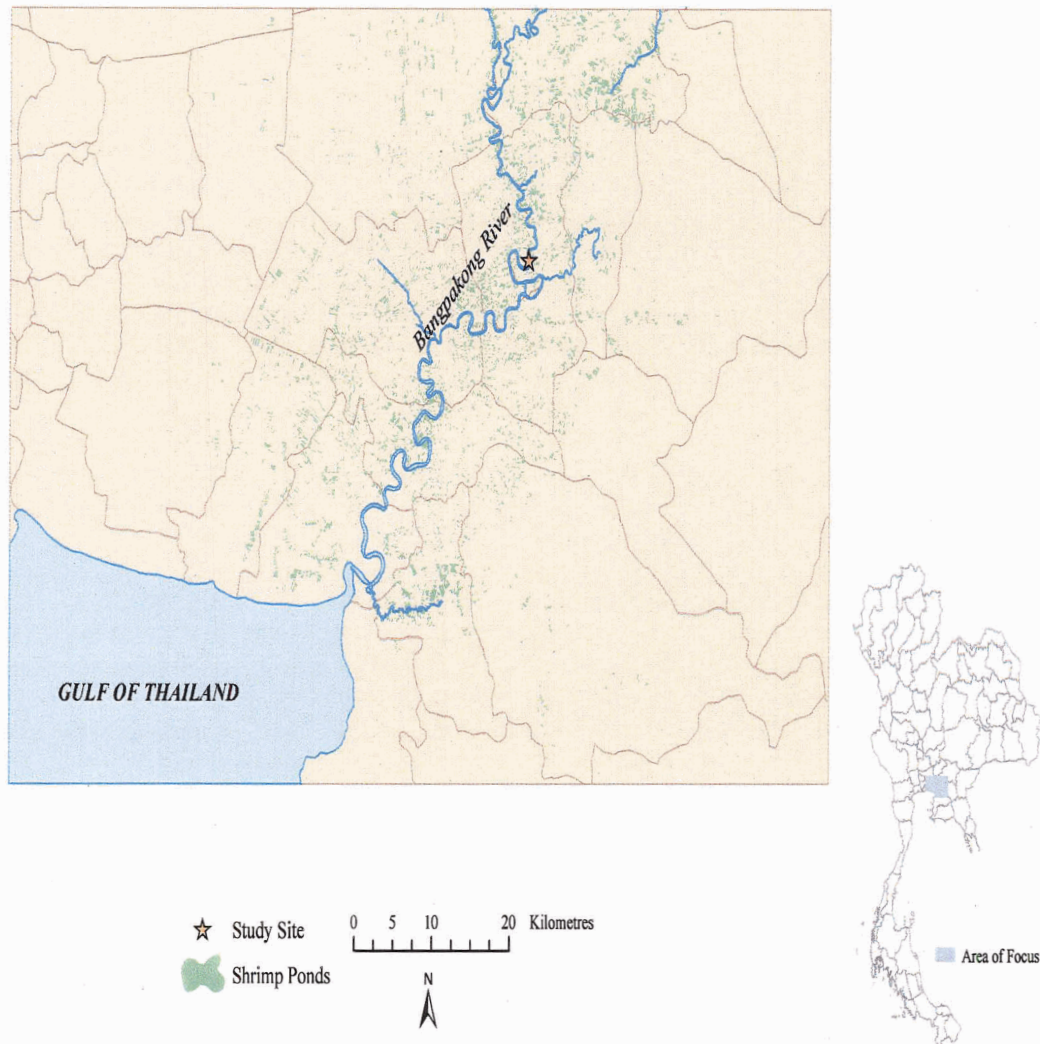 Bangpakong River
GULF OF THAILAND
Study Site
0 5 10 20 Kilometres
Shrimp Ponds
N
Area of Focus